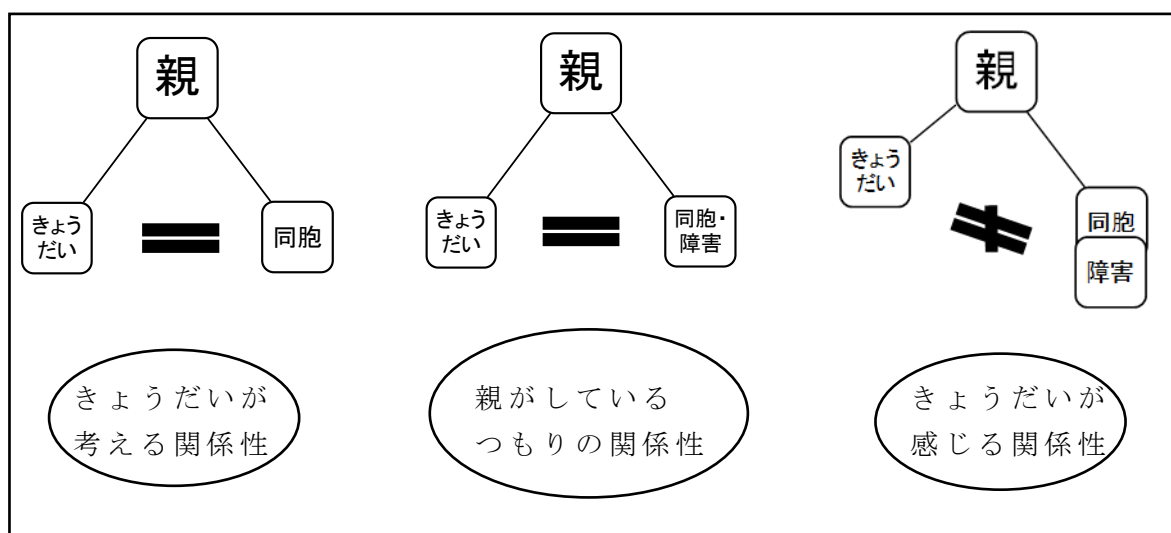 親
きょう
だい
同胞
きょうだいが
考える関係性
親
きょう
だい
同胞・
障害
親がしている
つもりの関係性
親
きょう
だい
同胞
障害
きょうだいが
感じる関係性